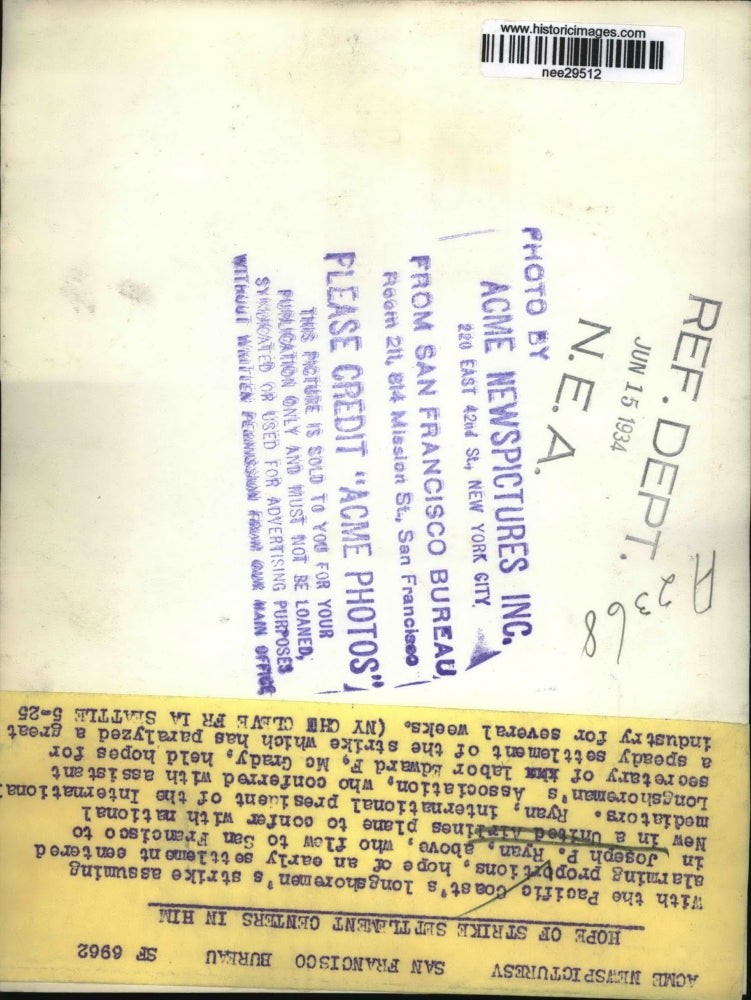 www.historicimages.com
nee29512
REF. DEPT.
JUN 15 1934
N.E.A.
2368
PHOTO BY
ACME NEWSPICTURES INC.
220 EAST 42nd St., NEW YORK CITY.
FROM SAN FRANCISCO BUREAU
Room 211, 814 Mission St., San Francisco
PLEASE CREDIT "ACME PHOTOS"
THIS PICTURE IS SOLD TO YOU FOR YOUR
PUBLICATION ONLY AND MUST NOT BE LOANED,
SYNDICATED OR USED FOR ADVERTISING PURPOSES
WITHOUT WRITTEN PERMISSION FROM OUR MAIN OFFICE
ACME NEWSPICTURESV SAN FRANCISCO BUREAU SF 6962
HOPE OF STRIKE SETTLEMENT CENTERS IN HIM
With the Pacific Coast's longshoremen's strike assuming
alarming propbtions, hope of an early settlement centered
in Joseph P. Ryan, above, who flew to San Francisco to
New in a United Airlines plane to confer with national
mediators. Ryan, international president of the International
Longshoreman's Association, who conferred with assistant
secretary of labor Edward F, Mc Grady, held hopes for
a speedy settlement of the strike which has paralyzed a great
industry for several weeks. (NY CHI CLEVE FR LA SEATTLE 5-25